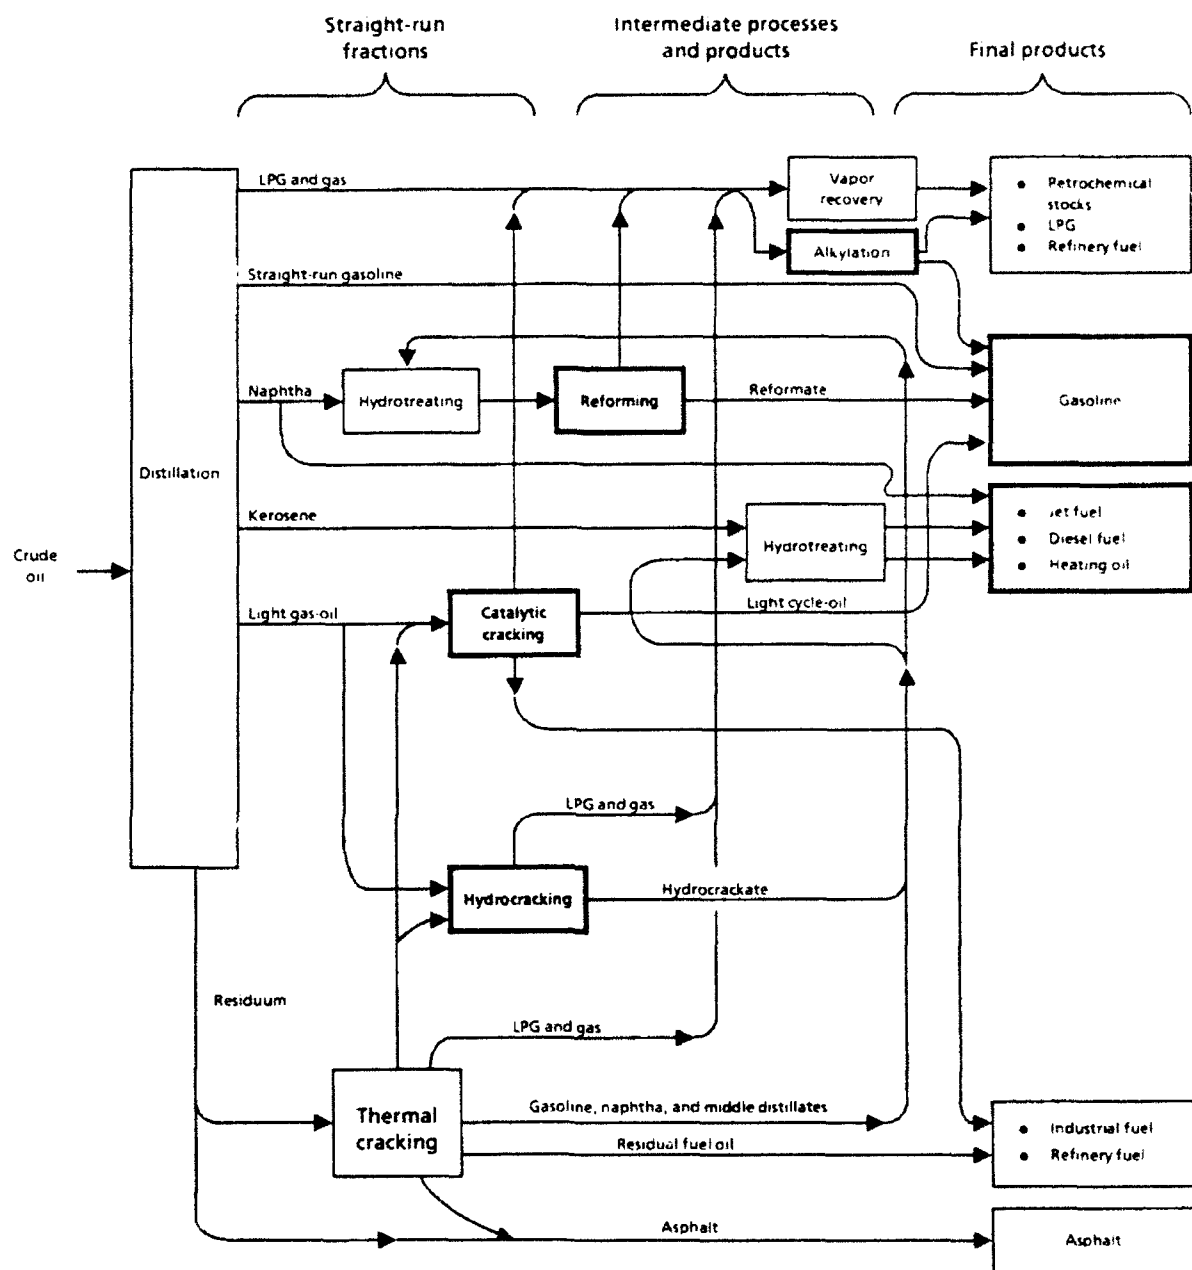 Straight-run
fractions
Intermediate processes
and products
Final products
LPG and gas
Vapor
recovery
• Petrochemical
stocks
• LPG
• Refinery fuel
Alkylation
Straight-run gasoline
Naphtha
Hydrotreating
Reforming
Reformate
Gasoline
Distillation
Kerosene
Hydrotreating
• Jet fuel
• Diesel fuel
• Heating oil
Crude
oil
Light gas-oil
Catalytic
cracking
Light cycle-oil
LPG and gas
Hydrocracking
Hydrocrackate
Residuum
LPG and gas
Thermal
cracking
Gasoline, naphtha, and middle distillates
Residual fuel oil
• Industrial fuel
• Refinery fuel
Asphalt
Asphalt